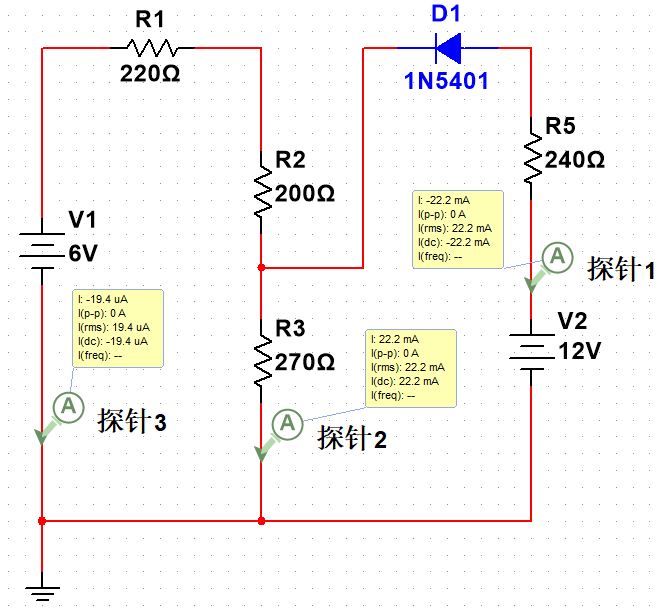 R1
220Ω
D1
1N5401
R2
200Ω
R5
240Ω
V1
6V
I: -22.2 mA
I(p-p): 0 A
I(rms): 22.2 mA
I(dc): -22.2 mA
I(freq): --
A
探针1
I: -19.4 uA
I(p-p): 0 A
I(rms): 19.4 uA
I(dc): -19.4 uA
I(freq): --
A
探针3
R3
270Ω
I: 22.2 mA
I(p-p): 0 A
I(rms): 22.2 mA
I(dc): 22.2 mA
I(freq): --
A
探针2
V2
12V